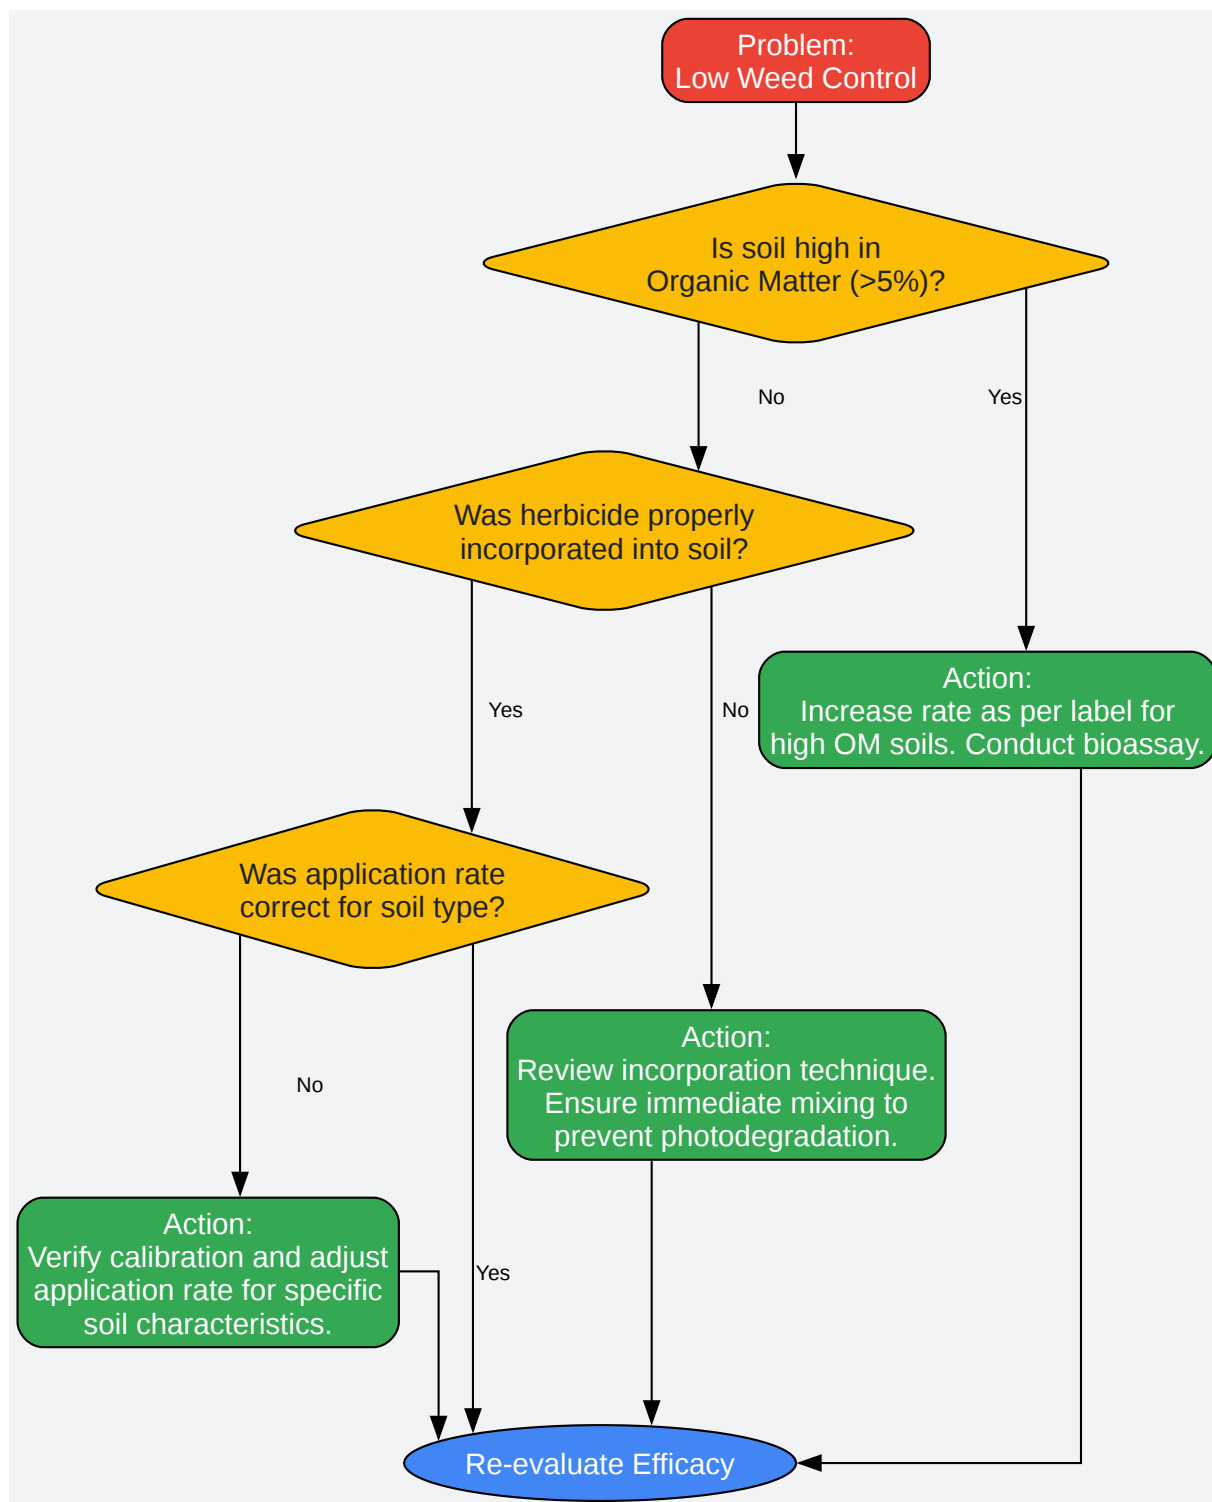 Problem:
Low Weed Control
Is soil high in
Organic Matter (>5%)?
No
Yes
Was herbicide properly
incorporated into soil?
Yes
No
Action:
Increase rate as per label for
high OM soils. Conduct bioassay.
Was application rate
correct for soil type?
No
Yes
Action:
Review incorporation technique.
Ensure immediate mixing to
prevent photodegradation.
Action:
Verify calibration and adjust
application rate for specific
soil characteristics.
Re-evaluate Efficacy